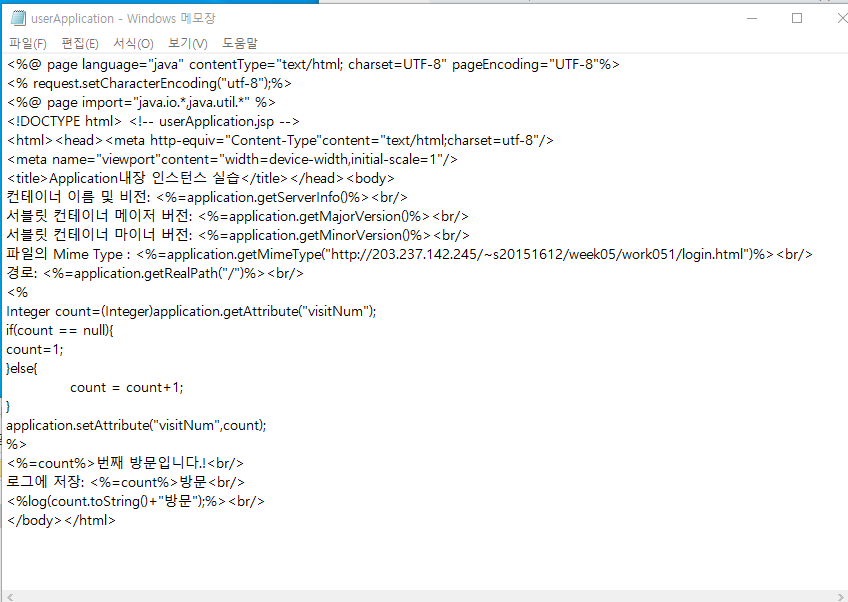 userApplication - Windows 메모장
파일(F) 편집(E) 서식(O) 보기(V) 도움말
<%@ page language="java" contentType="text/html; charset=UTF-8" pageEncoding="UTF-8"%>
<% request.setCharacterEncoding("utf-8");%>
<%@ page import="java.io.*,java.util.*" %>
<!DOCTYPE html> <!-- userApplication.jsp -->
<html><head><meta http-equiv="Content-Type"content="text/html;charset=utf-8"/>
<meta name="viewport"content="width=device-width,initial-scale=1"/>
<title>Application내장 인스턴스 실습</title></head><body>
컨테이너 이름 및 비전: <%=application.getServerInfo()%><br/>
서블릿 컨테이너 메이저 버전: <%=application.getMajorVersion()%><br/>
서블릿 컨테이너 마이너 버전: <%=application.getMinorVersion()%><br/>
파일의 Mime Type : <%=application.getMimeType("http://203.237.142.245/~s20151612/week05/work051/login.html")%><br/>
경로: <%=application.getRealPath("/")%><br/>
<%
Integer count=(Integer)application.getAttribute("visitNum");
if(count == null){
count=1;
}else{
count = count+1;
}
application.setAttribute("visitNum",count);
%>
<%=count%>번째 방문입니다.!<br/>
로그에 저장: <%=count%>방문<br/>
<%log(count.toString()+"방문");%><br/>
</body></html>